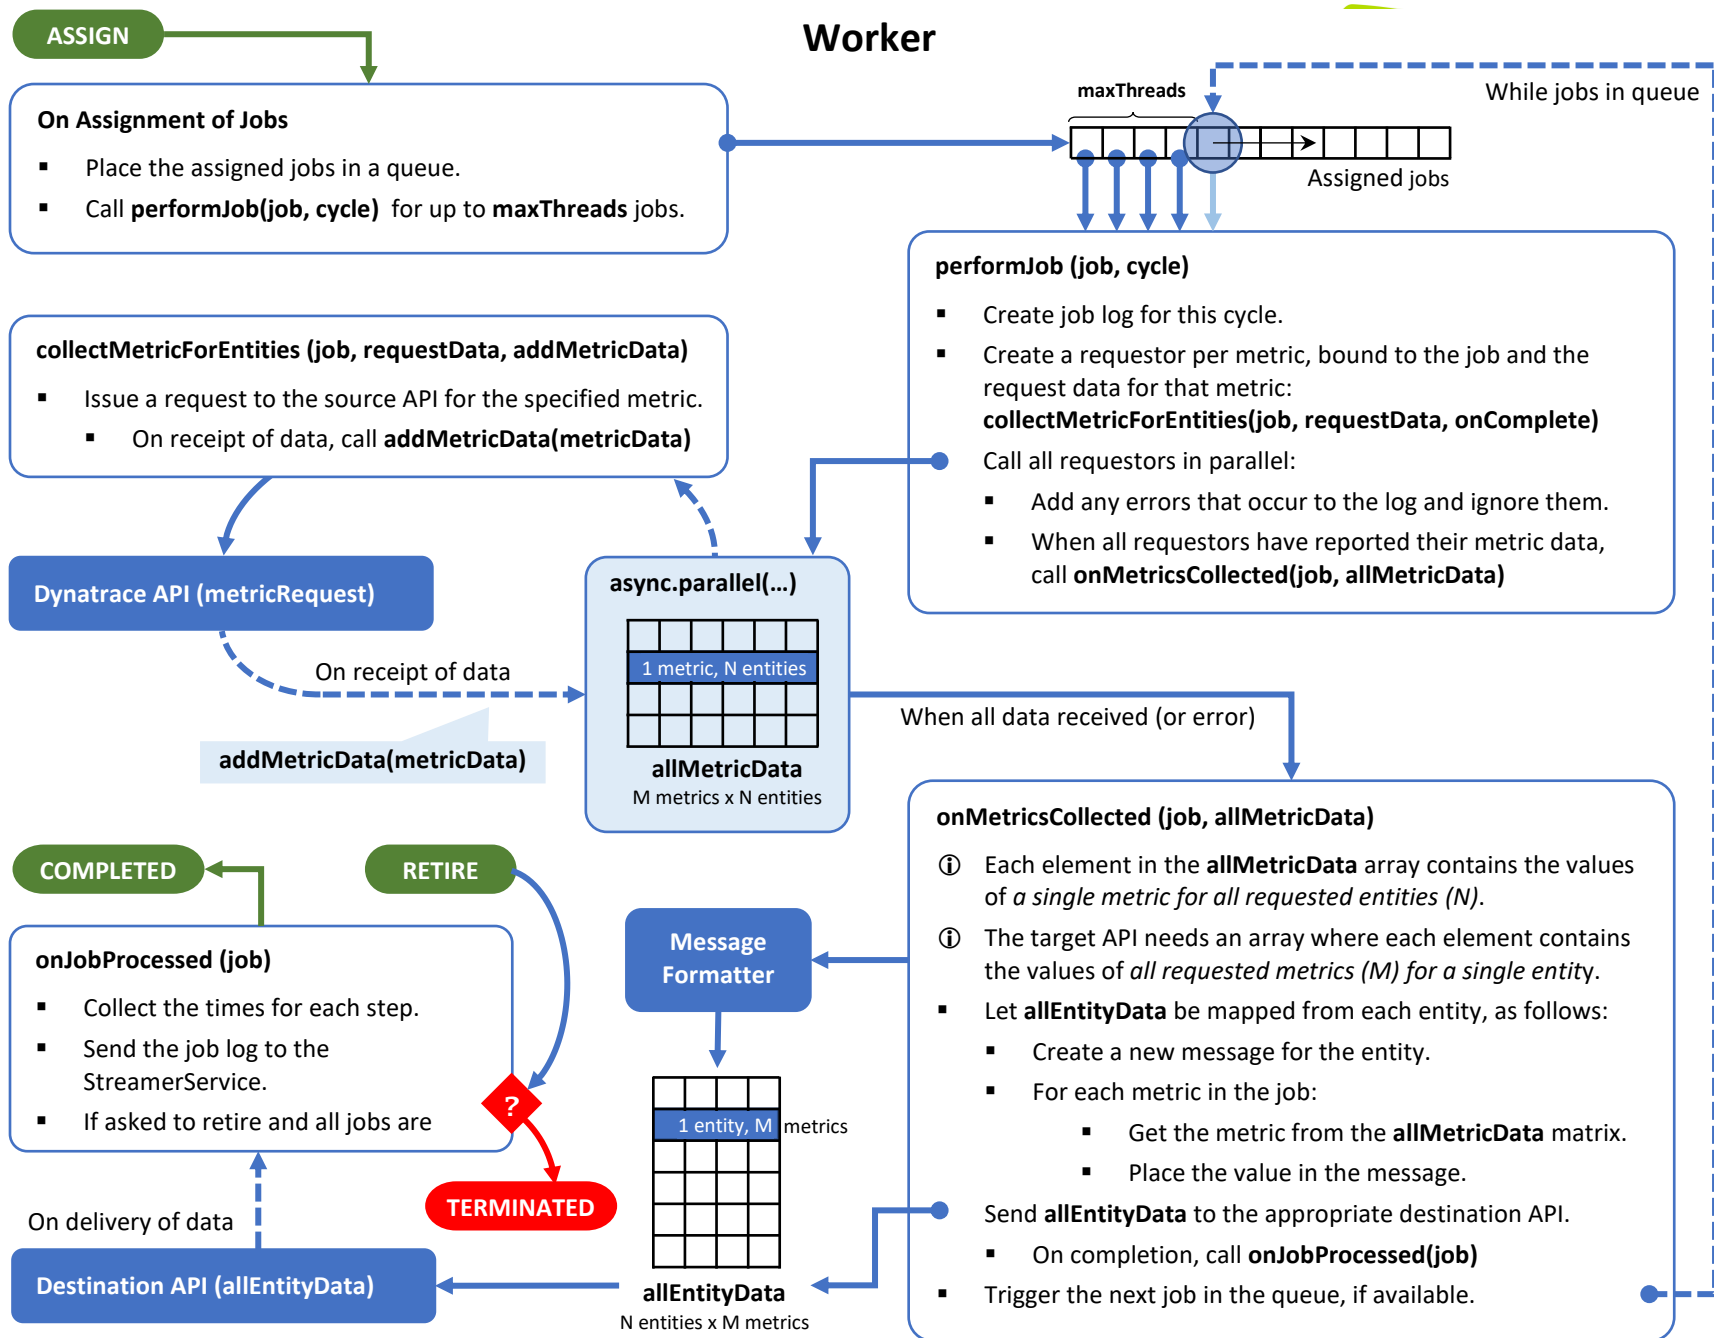 Worker
ASSIGN
On Assignment of Jobs
▪ Place the assigned jobs in a queue.
▪ Call performJob(job, cycle) for up to maxThreads jobs.
maxThreads
While jobs in queue
Assigned jobs
performJob (job, cycle)
▪ Create job log for this cycle.
▪ Create a requestor per metric, bound to the job and the
request data for that metric:
collectMetricForEntities(job, requestData, onComplete)
Call all requestors in parallel:
▪ Add any errors that occur to the log and ignore them.
▪ When all requestors have reported their metric data,
call onMetricsCollected(job, allMetricData)
collectMetricForEntities (job, requestData, addMetricData)
▪ Issue a request to the source API for the specified metric.
▪ On receipt of data, call addMetricData(metricData)
Dynatrace API (metricRequest)
On receipt of data
addMetricData(metricData)
async.parallel(...)
1 metric, N entities
allMetricData
M metrics x N entities
When all data received (or error)
onMetricsCollected (job, allMetricData)
ⓘ Each element in the allMetricData array contains the values
of a single metric for all requested entities (N).
ⓘ The target API needs an array where each element contains
the values of all requested metrics (M) for a single entity.
▪ Let allEntityData be mapped from each entity, as follows:
▪ Create a new message for the entity.
▪ For each metric in the job:
▪ Get the metric from the allMetricData matrix.
▪ Place the value in the message.
Send allEntityData to the appropriate destination API.
▪ On completion, call onJobProcessed(job)
▪ Trigger the next job in the queue, if available.
Message
Formatter
1 entity, M metrics
allEntityData
N entities x M metrics
COMPLETED
RETIRE
onJobProcessed (job)
▪ Collect the times for each step.
▪ Send the job log to the
StreamerService.
▪ If asked to retire and all jobs are
?
TERMINATED
On delivery of data
Destination API (allEntityData)